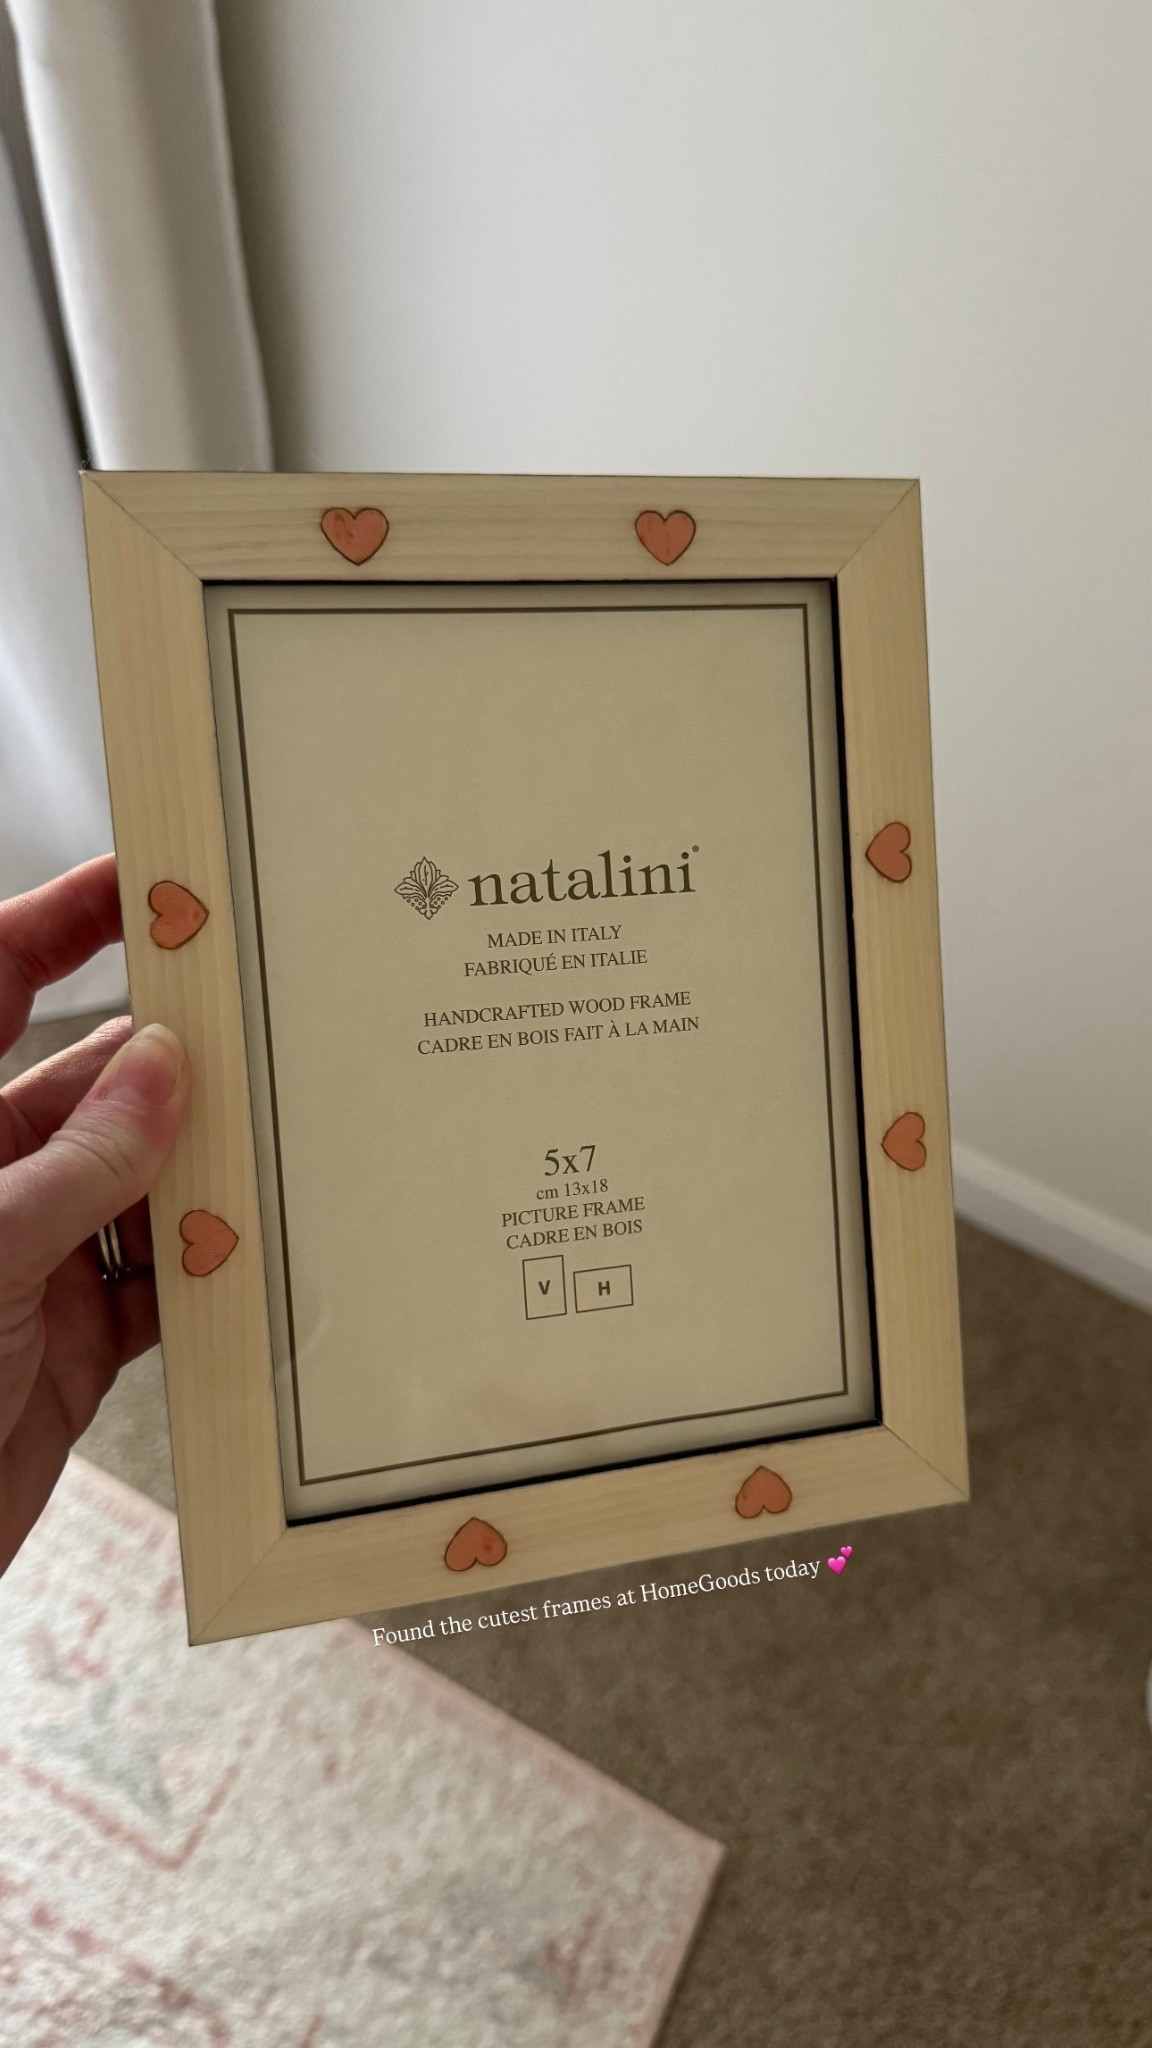 natalini®
MADE IN ITALY
FABRIQUÉ EN ITALIE
HANDCRAFTED WOOD FRAME
CADRE EN BOIS FAIT À LA MAIN
5x7
cm 13x18
PICTURE FRAME
CADRE EN BOIS
V H
Found the cutest frames at HomeGoods today 💕